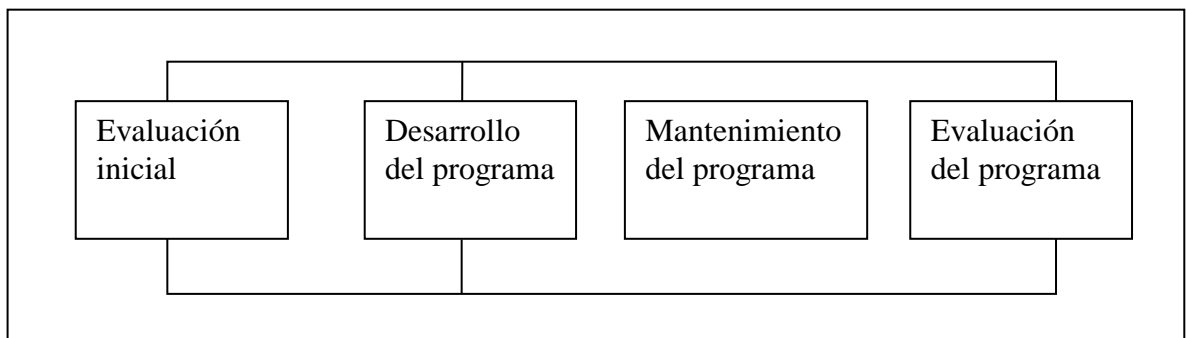 Evaluación
inicial
Desarrollo
del programa
Mantenimiento
del programa
Evaluación
del programa